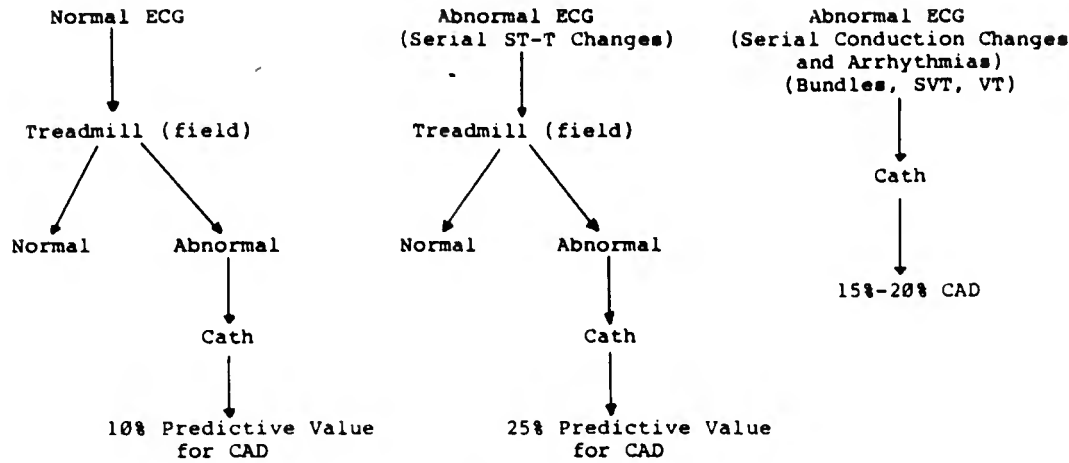 Normal ECG
Treadmill (field)
Normal
Abnormal
Cath
10% Predictive Value
for CAD
Abnormal ECG
(Serial ST-T Changes)
Treadmill (field)
Normal
Abnormal
Cath
25% Predictive Value
for CAD
Abnormal ECG
(Serial Conduction Changes
and Arrhythmias)
(Bundles, SVT, VT)
Cath
15%-20% CAD